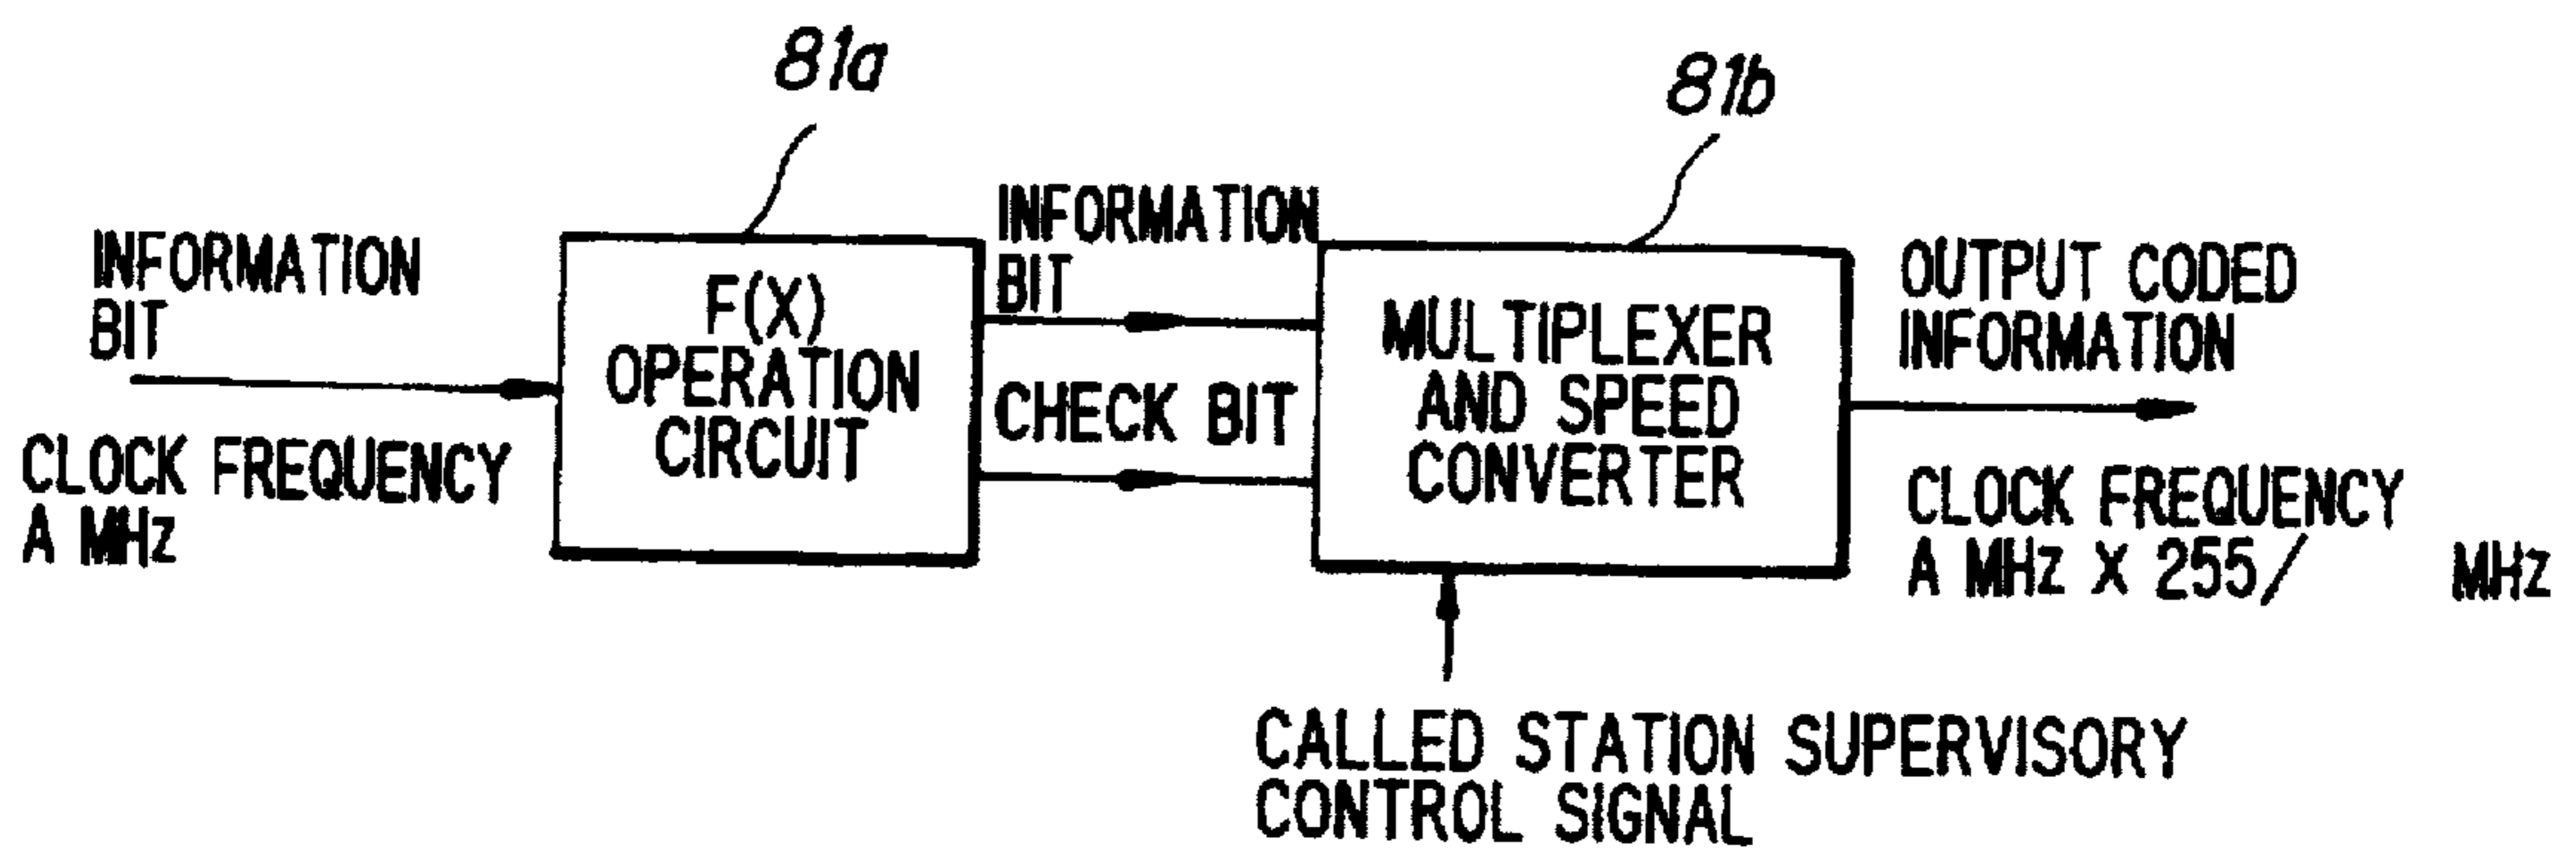 81a
81b
INFORMATION
BIT
CLOCK FREQUENCY
A MHz
F(X)
OPERATION
CIRCUIT
INFORMATION
BIT
CHECK BIT
MULTIPLEXER
AND SPEED
CONVERTER
OUTPUT CODED
INFORMATION
CLOCK FREQUENCY
A MHz X 255/ MHz
CALLED STATION SUPERVISORY
CONTROL SIGNAL